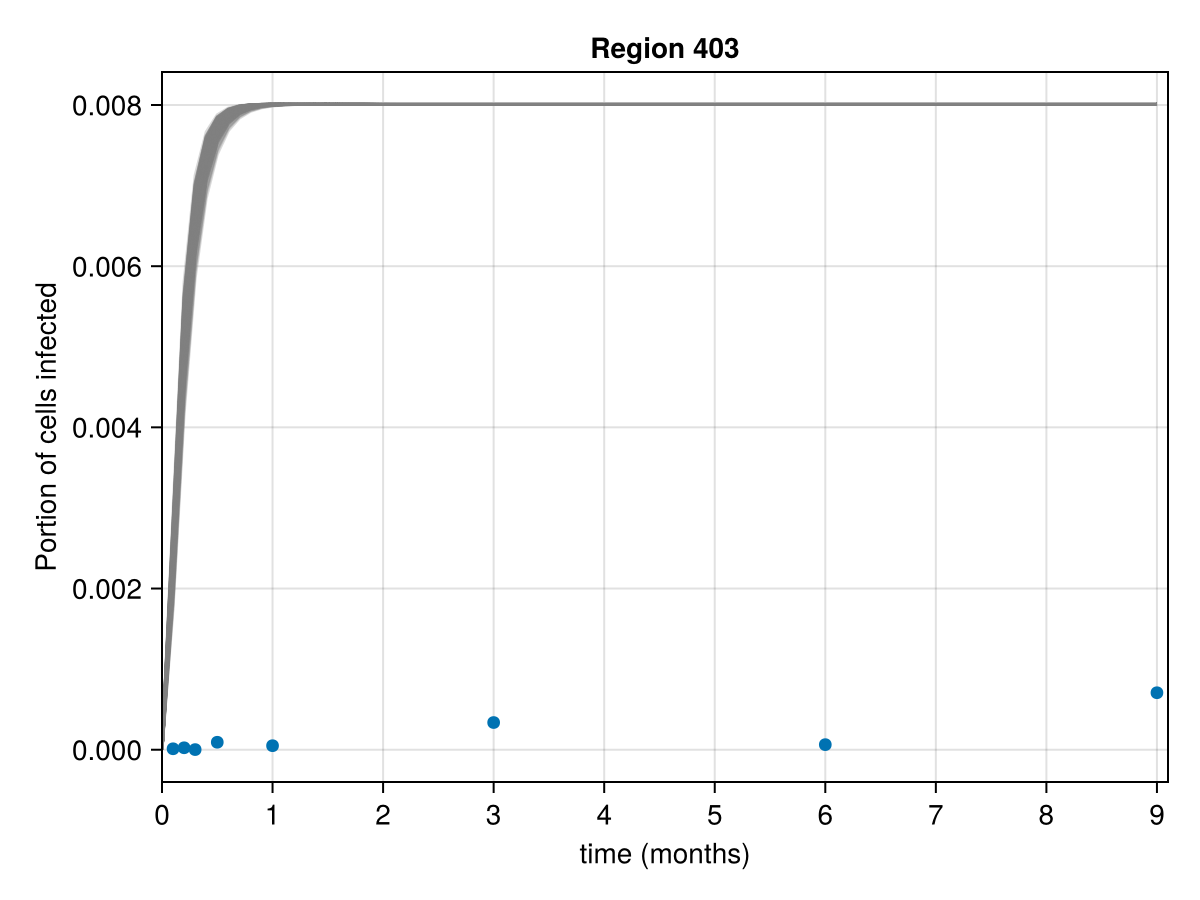 Region 403
Portion of cells infected
0.008
0.006
0.004
0.002
0.000
0 1 2 3 4 5 6 7 8 9
time (months)